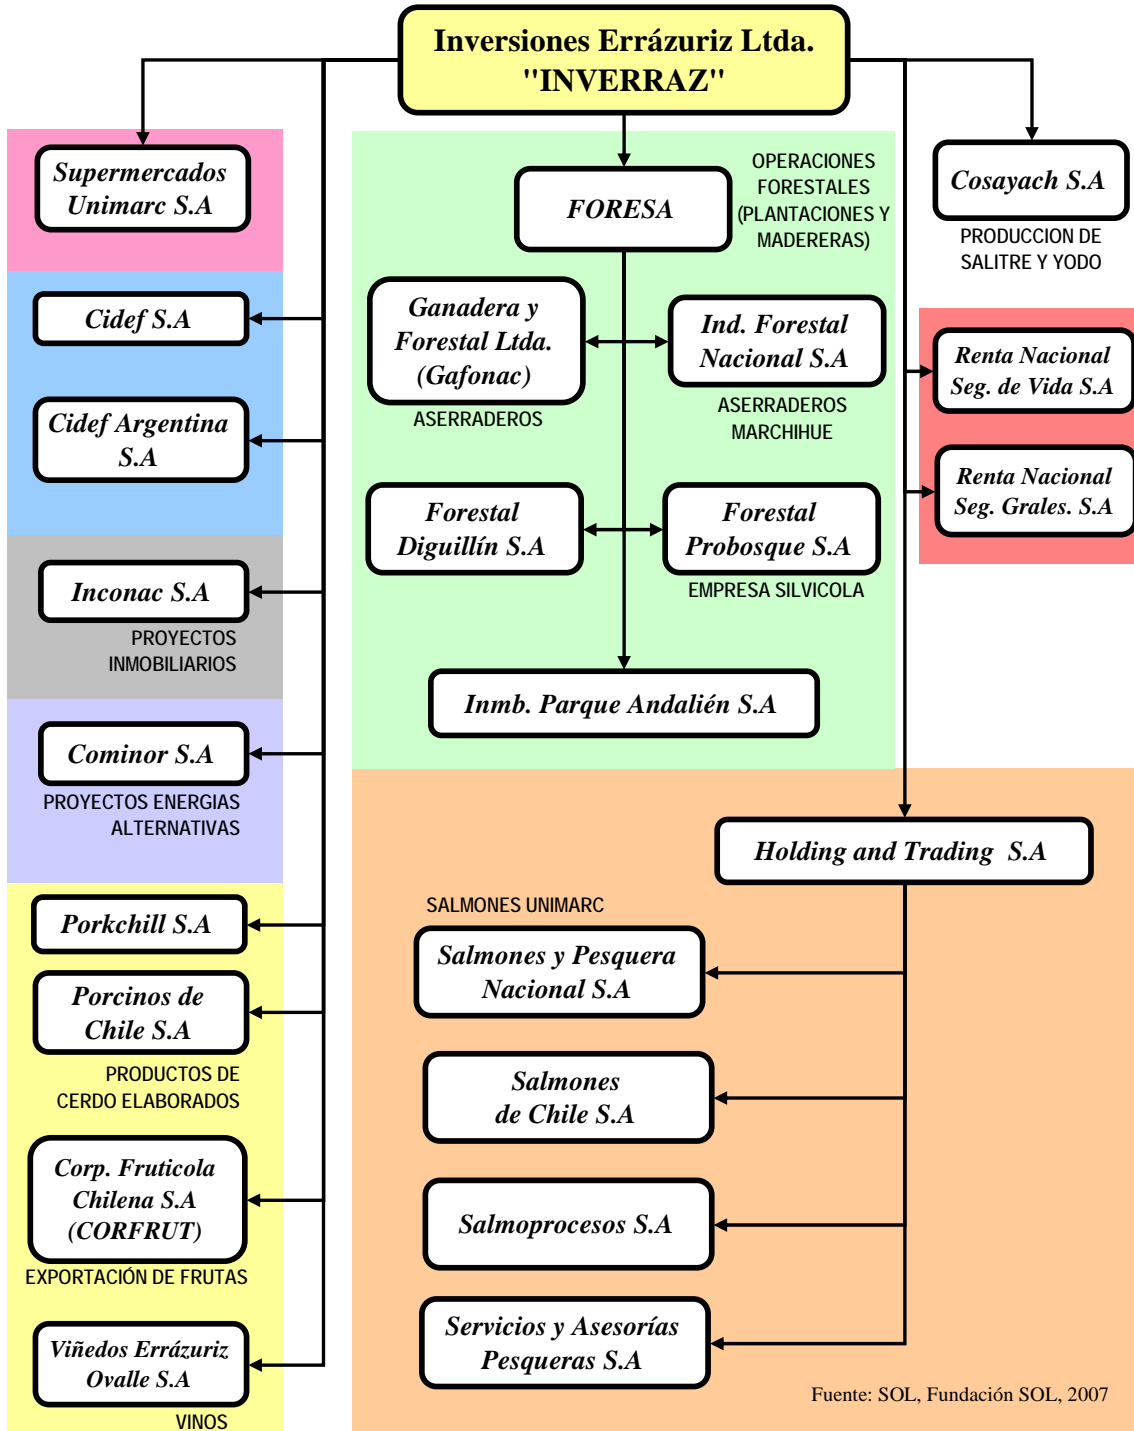 Inversiones Errázuriz Ltda.
"INVERRAZ"
Supermercados
Unimarc S.A
Cidef S.A
Cidef Argentina
S.A
Inconac S.A
PROYECTOS
INMOBILIARIOS
Cominor S.A
PROYECTOS ENERGIAS
ALTERNATIVAS
Porkchill S.A
Porcinos de
Chile S.A
PRODUCTOS DE
CERDO ELABORADOS
Corp. Fruticola
Chilena S.A
(CORFRUT)
EXPORTACIÓN DE FRUTAS
Viñedos Errázuriz
Ovalle S.A
VINOS
FORESA
OPERACIONES
FORESTALES
(PLANTACIONES Y
MADERERAS)
Ganadera y
Forestal Ltda.
(Gafonac)
ASERRADEROS
Ind. Forestal
Nacional S.A
ASERRADEROS
MARCHIHUE
Forestal
Diguillín S.A
Forestal
Probosque S.A
EMPRESA SILVICOLA
Inmb. Parque Andalién S.A
Cosayach S.A
PRODUCCION DE
SALITRE Y YODO
Renta Nacional
Seg. de Vida S.A
Renta Nacional
Seg. Grales. S.A
Holding and Trading  S.A
SALMONES UNIMARC
Salmones y Pesquera
Nacional S.A
Salmones
de Chile S.A
Salmoprocesos S.A
Servicios y Asesorías
Pesqueras S.A
Fuente: SOL, Fundación SOL, 2007